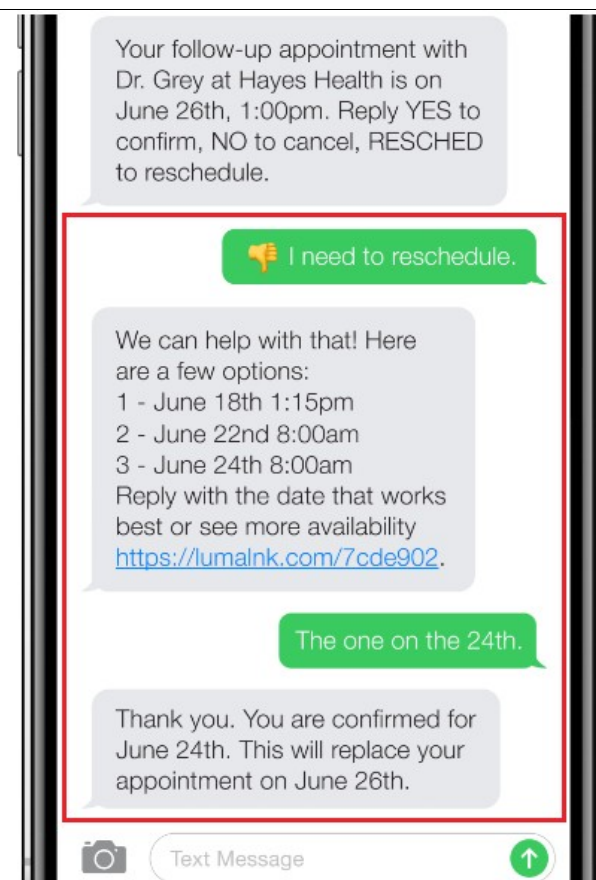 Your follow-up appointment with
Dr. Grey at Hayes Health is on
June 26th, 1:00pm. Reply YES to
confirm, NO to cancel, RESCHED
to reschedule.
👎 I need to reschedule.
We can help with that! Here
are a few options:
1 - June 18th 1:15pm
2 - June 22nd 8:00am
3 - June 24th 8:00am
Reply with the date that works
best or see more availability
https://lumalnk.com/7cde902.
The one on the 24th.
Thank you. You are confirmed for
June 24th. This will replace your
appointment on June 26th.
Text Message